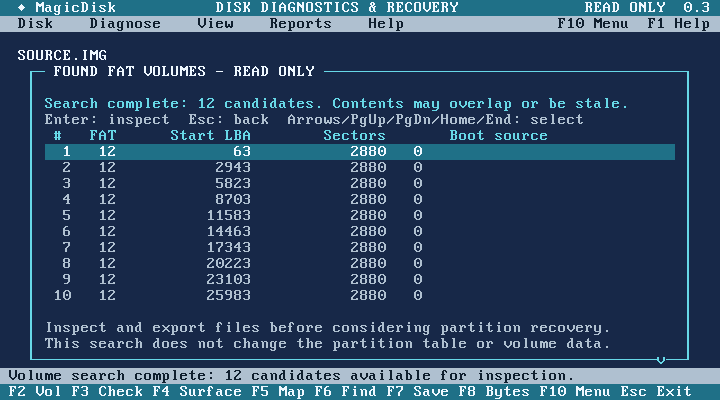 ◆ MagicDisk DISK DIAGNOSTICS & RECOVERY READ ONLY 0.3
Disk Diagnose View Reports Help F10 Menu F1 Help
SOURCE.IMG
FOUND FAT VOLUMES - READ ONLY
Search complete: 12 candidates. Contents may overlap or be stale.
Enter: inspect Esc: back Arrows/PgUp/PgDn/Home/End: select
# FAT Start LBA Sectors Boot source
1 12 63 2880 0
2 12 2943 2880 0
3 12 5823 2880 0
4 12 8703 2880 0
5 12 11583 2880 0
6 12 14463 2880 0
7 12 17343 2880 0
8 12 20223 2880 0
9 12 23103 2880 0
10 12 25983 2880 0
Inspect and export files before considering partition recovery.
This search does not change the partition table or volume data.
v
Volume search complete: 12 candidates available for inspection.
F2 Vol F3 Check F4 Surface F5 Map F6 Find F7 Save F8 Bytes F10 Menu Esc Exit